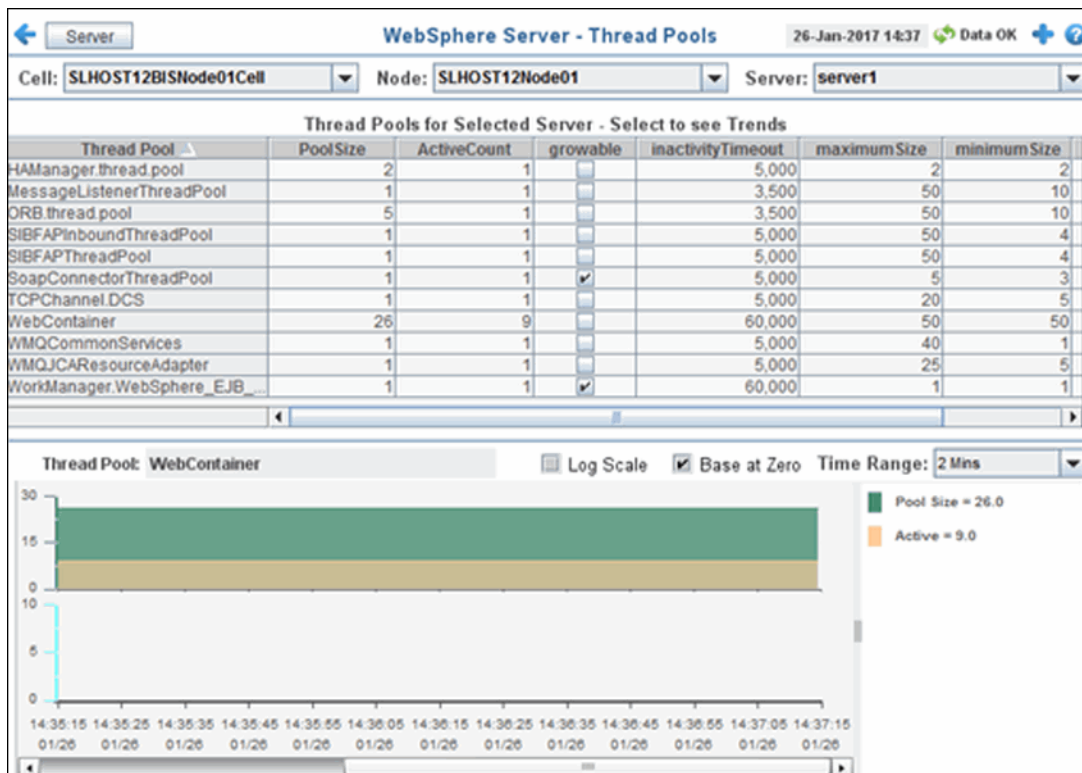 Server WebSphere Server - Thread Pools 26-Jan-2017 14:37 Data OK
Cell: SLHOST12BISNode01Cell Node: SLHOST12Node01 Server: server1
Thread Pools for Selected Server - Select to see Trends
Thread Pool PoolSize ActiveCount growable inactivityTimeout maximumSize minimumSize
HAManager.thread.pool 2 1 5,000 2 2
MessageListenerThreadPool 1 1 3,500 50 10
ORB.thread.pool 5 1 3,500 50 10
SIBFAPInboundThreadPool 1 1 5,000 50 4
SIBFAPThreadPool 1 1 5,000 50 4
SoapConnectorThreadPool 1 1 5,000 5 3
TCPChannel.DCS 1 1 5,000 20 5
WebContainer 26 9 60,000 50 50
WMQCommonServices 1 1 5,000 40 1
WMQJCAResourceAdapter 1 1 5,000 25 5
WorkManager.WebSphere_EJB_... 1 1 60,000 1 1
Thread Pool: WebContainer Log Scale Base at Zero Time Range: 2 Mins
30
15
0
Pool Size = 26.0
Active = 9.0
10
5
0
14:35:15 14:35:25 14:35:35 14:35:45 14:35:55 14:36:05 14:36:15 14:36:25 14:36:35 14:36:45 14:36:55 14:37:05 14:37:15
01/26 01/26 01/26 01/26 01/26 01/26 01/26 01/26 01/26 01/26 01/26 01/26 01/26